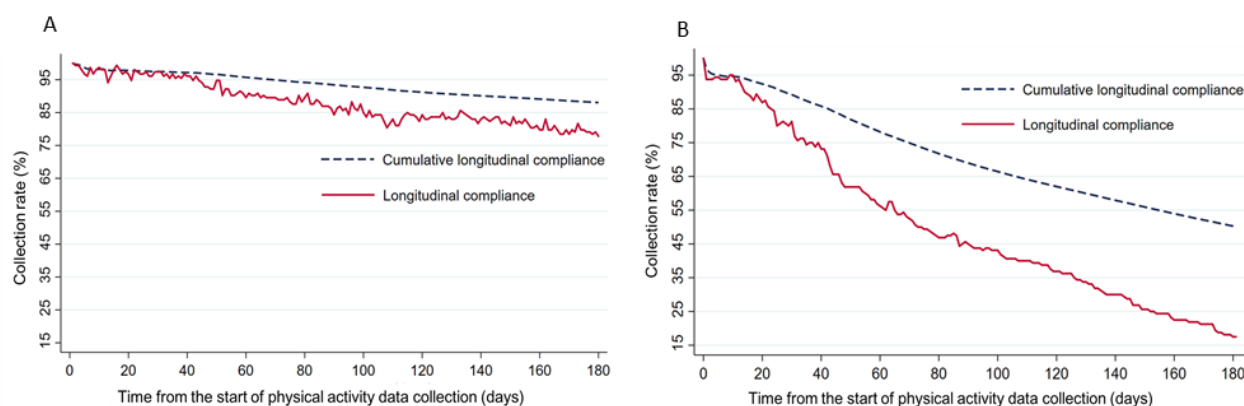 A
Collection rate (%)
95
85
75
65
55
45
35
25
15
Cumulative longitudinal compliance
Longitudinal compliance
0 20 40 60 80 100 120 140 160 180
Time from the start of physical activity data collection (days)
B
Collection rate (%)
95
85
75
65
55
45
35
25
15
Cumulative longitudinal compliance
Longitudinal compliance
0 20 40 60 80 100 120 140 160 180
Time from the start of physical activity data collection (days)